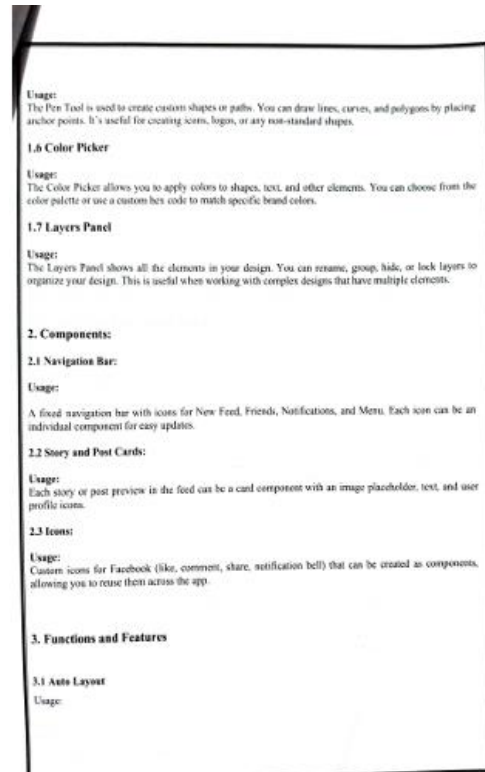 Usage:
The Pen Tool is used to create custom shapes or paths. You can draw lines, curves, and polygons by placing
anchor points. It's useful for creating icons, logos, or any non-standard shapes.
1.6 Color Picker
Usage:
The Color Picker allows you to apply colors to shapes, text, and other elements. You can choose from the
color palette or use a custom hex code to match specific brand colors.
1.7 Layers Panel
Usage:
The Layers Panel shows all the elements in your design. You can rename, group, hide, or lock layers to
organize your design. This is useful when working with complex designs that have multiple elements.
2. Components:
2.1 Navigation Bar:
Usage:
A fixed navigation bar with icons for New Feed, Friends, Notifications, and Menu. Each icon can be an
individual component for easy updates.
2.2 Story and Post Cards:
Usage:
Each story or post preview in the feed can be a card component with an image placeholder, text, and user
profile icons.
2.3 Icons:
Usage:
Custom icons for Facebook (like, comment, share, notification bell) that can be created as components,
allowing you to reuse them across the app.
3. Functions and Features
3.1 Auto Layout
Usage: